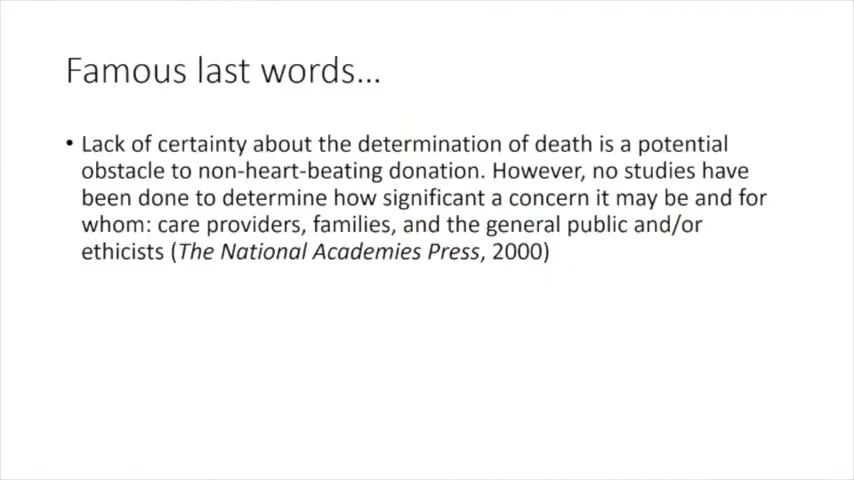 Famous last words...
• Lack of certainty about the determination of death is a potential
obstacle to non-heart-beating donation. However, no studies have
been done to determine how significant a concern it may be and for
whom: care providers, families, and the general public and/or
ethicists (The National Academies Press, 2000)